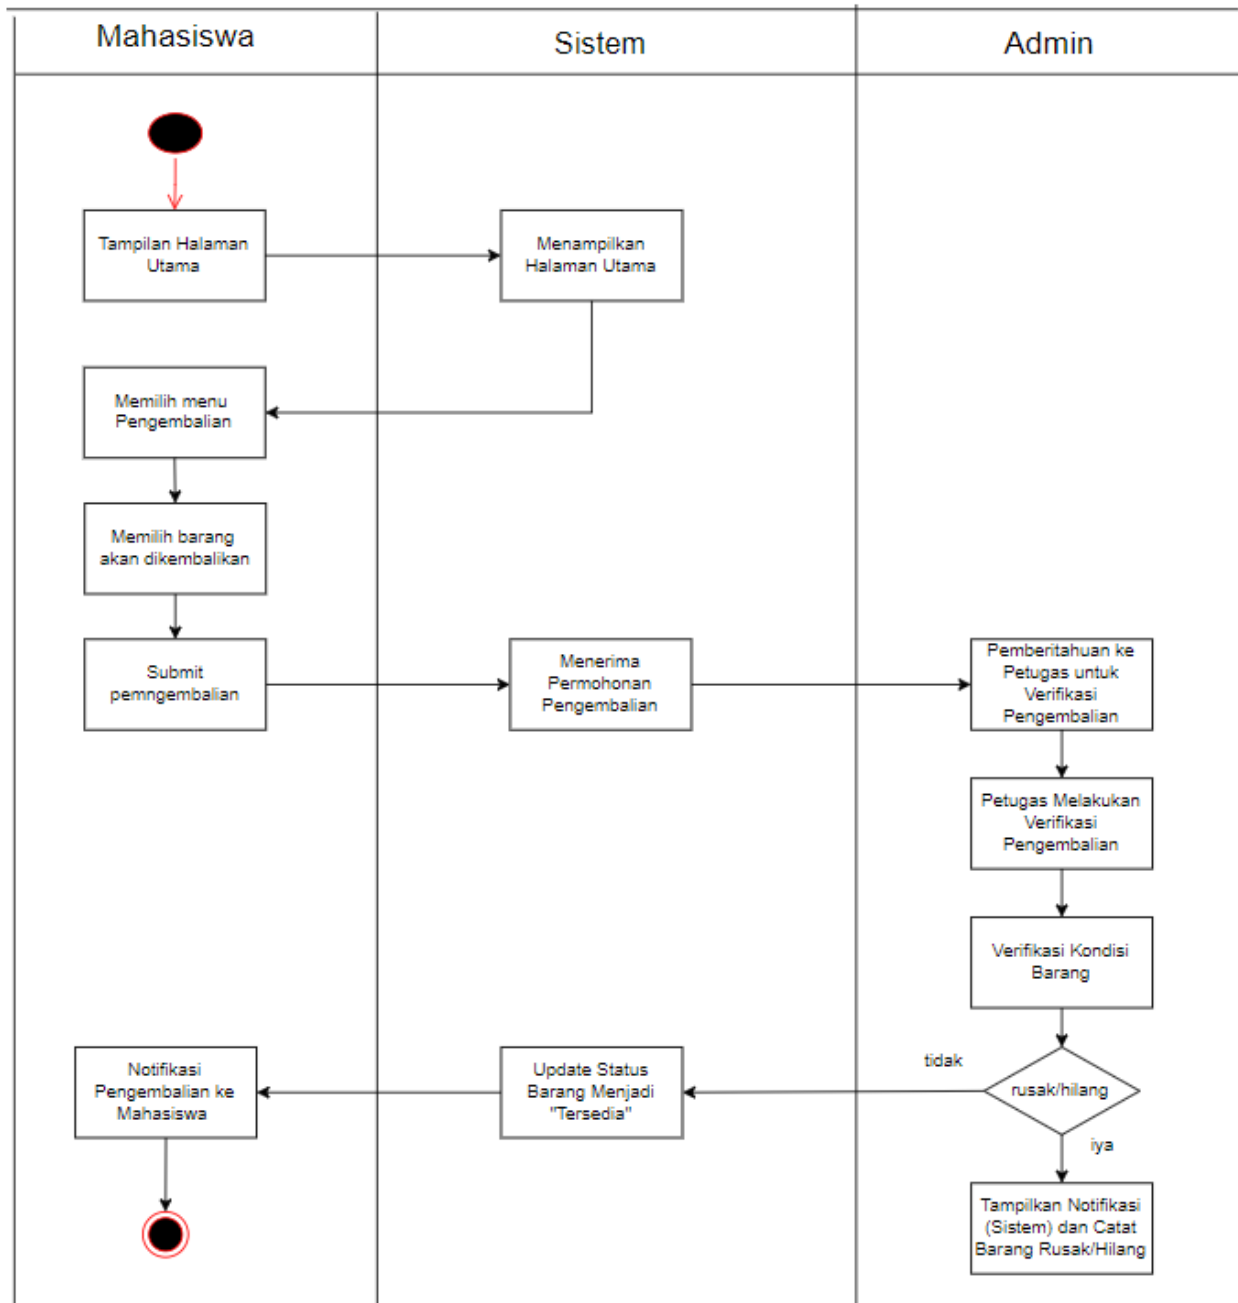 Mahasiswa
Sistem
Admin
Tampilan Halaman
Utama
Menampilkan
Halaman Utama
Memilih menu
Pengembalian
Memilih barang
akan dikembalikan
Submit
pemngembalian
Menerima
Permohonan
Pengembalian
Pemberitahuan ke
Petugas untuk
Verifikasi
Pengembalian
Petugas Melakukan
Verifikasi
Pengembalian
Verifikasi Kondisi
Barang
rusak/hilang
tidak
iya
Update Status
Barang Menjadi
"Tersedia"
Notifikasi
Pengembalian ke
Mahasiswa
Tampilkan Notifikasi
(Sistem) dan Catat
Barang Rusak/Hilang